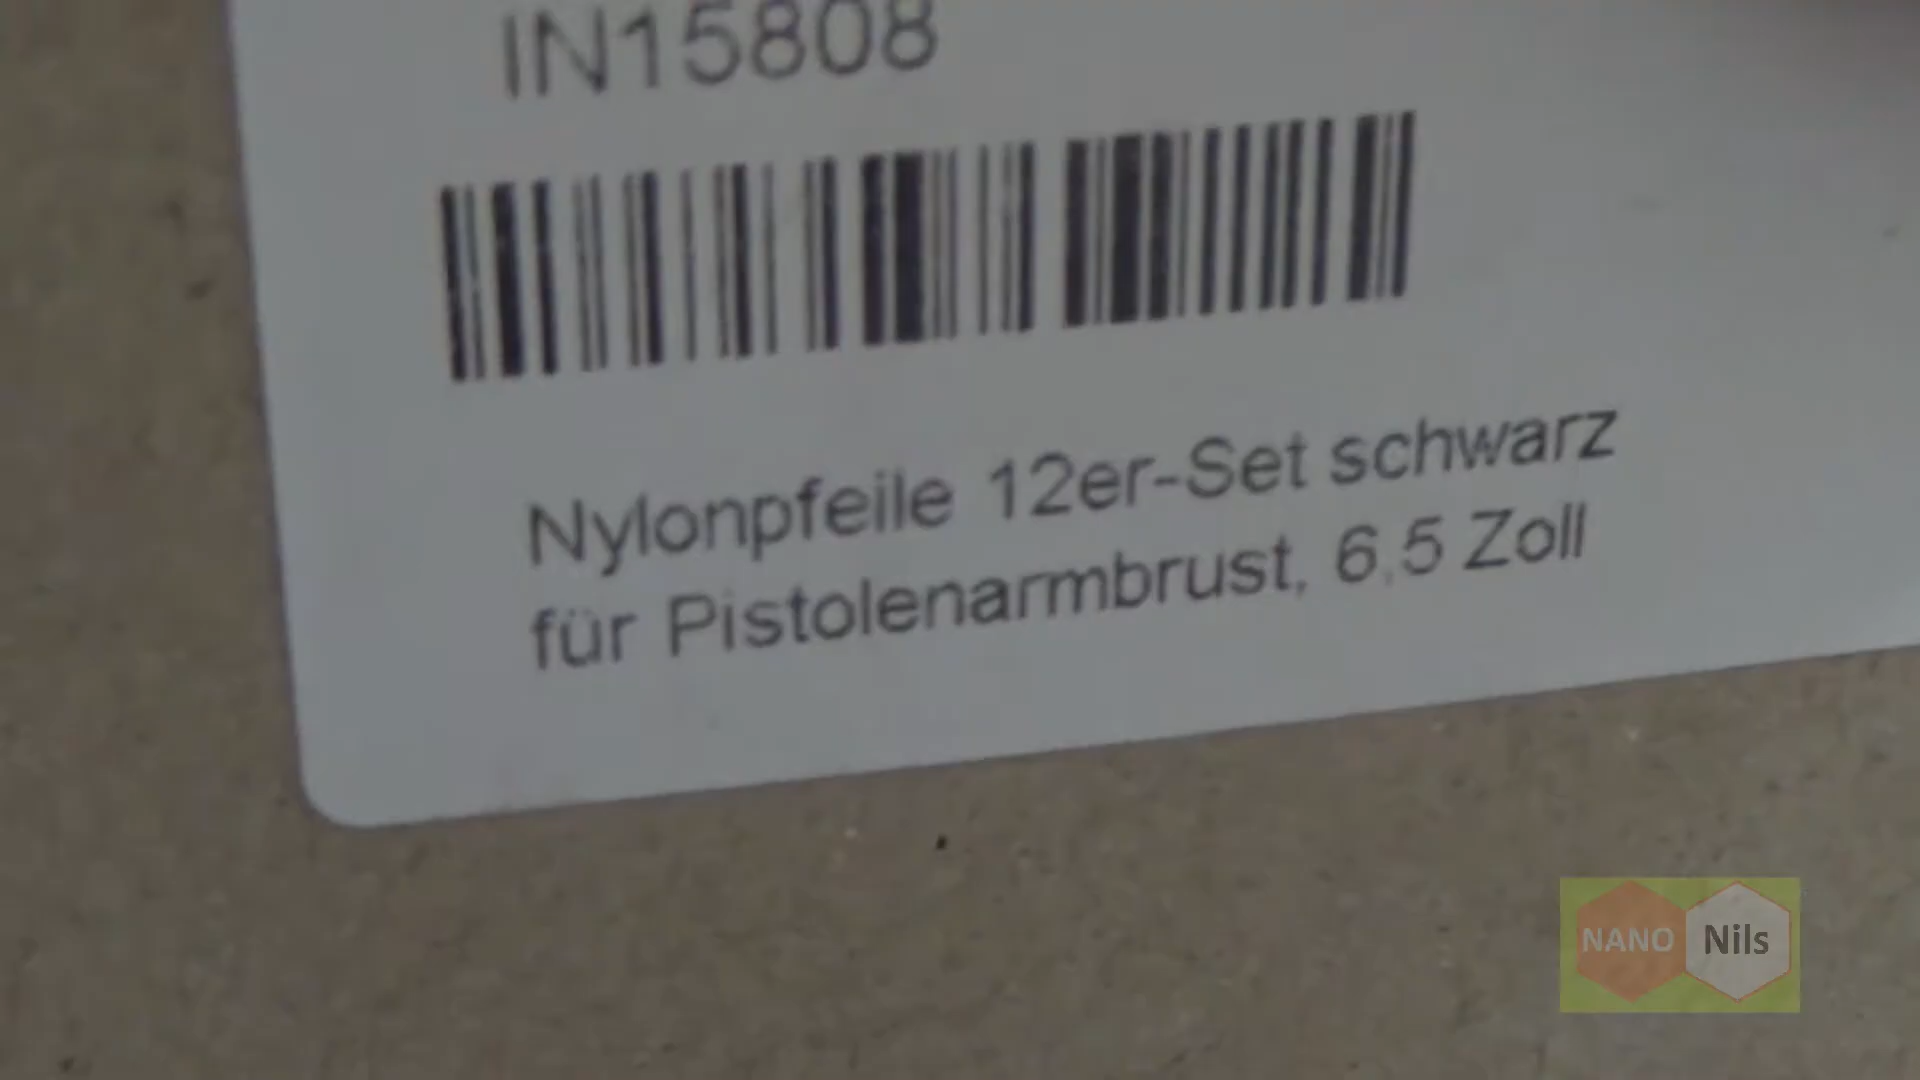 IN15808
Nylonpfeile 12er-Set schwarz
für Pistolenarmbrust, 6,5 Zoll
NANO Nils